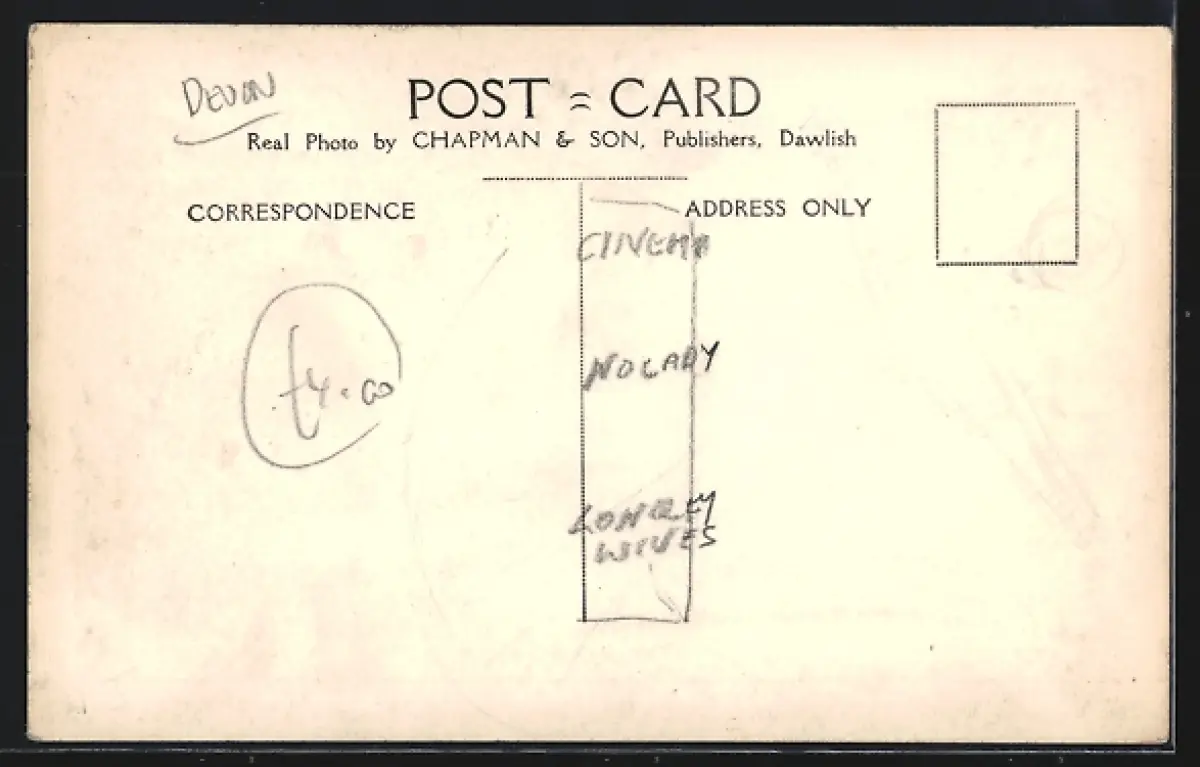 DEVON
POST = CARD
Real Photo by CHAPMAN & SON, Publishers, Dawlish
CORRESPONDENCE
ADDRESS ONLY
CINEMA
£4.00
NO LADY
LONELY
WIVES